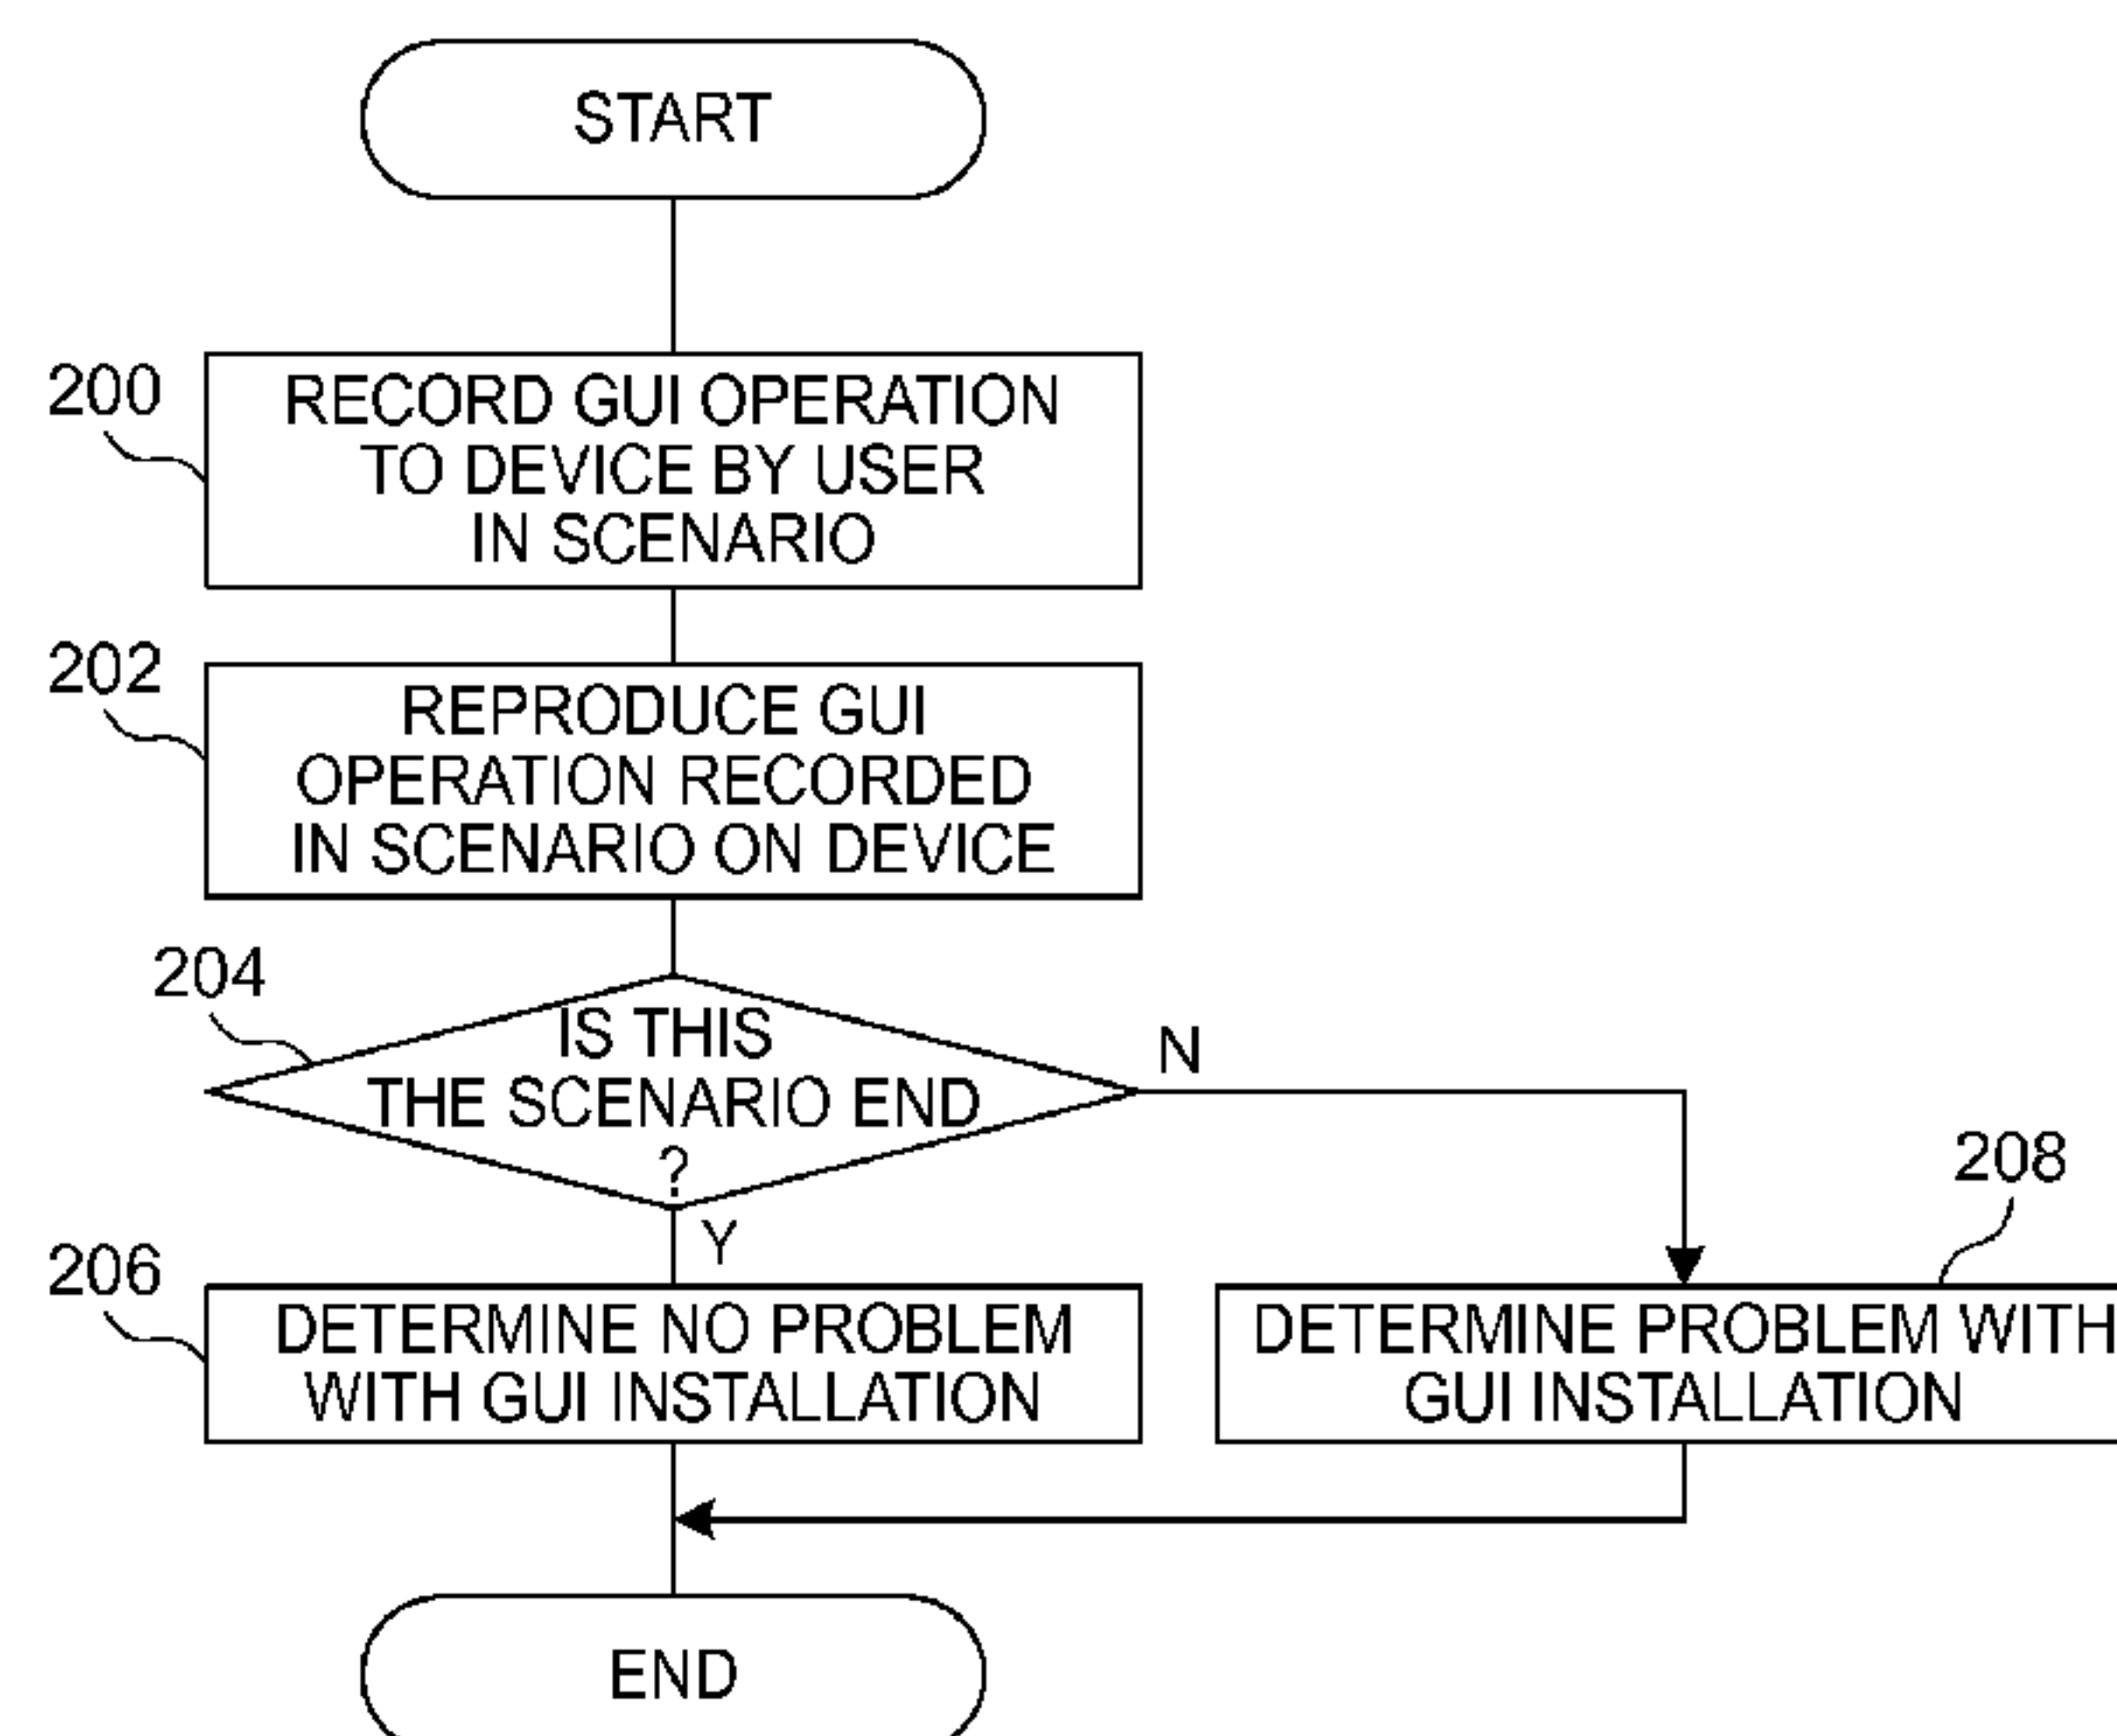 START
200
RECORD GUI OPERATION
TO DEVICE BY USER
IN SCENARIO
202
REPRODUCE GUI
OPERATION RECORDED
IN SCENARIO ON DEVICE
204
IS THIS
THE SCENARIO END
?
N
Y
208
206
DETERMINE NO PROBLEM
WITH GUI INSTALLATION
DETERMINE PROBLEM WITH
GUI INSTALLATION
END